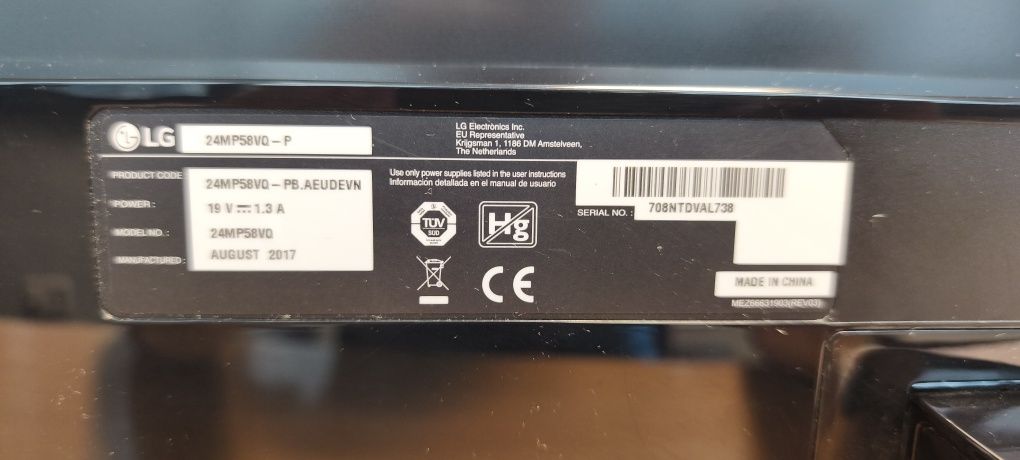 LG
24MP58VQ-P
LG Electronics Inc.
EU Representative
Krijgsman 1, 1186 DM Amstelveen,
The Netherlands
PRODUCT CODE
24MP58VQ-PB.AEUDEVN
POWER :
19 V 1.3 A
MODEL NO. :
24MP58VQ
MANUFACTURED :
AUGUST 2017
Use only power supplies listed in the user instructions
Información detallada en el manual de usuario
TÜV
SÜD
Hg
CE
SERIAL NO. :
708NTDVAL738
MADE IN CHINA
MEZ66631903(REV03)